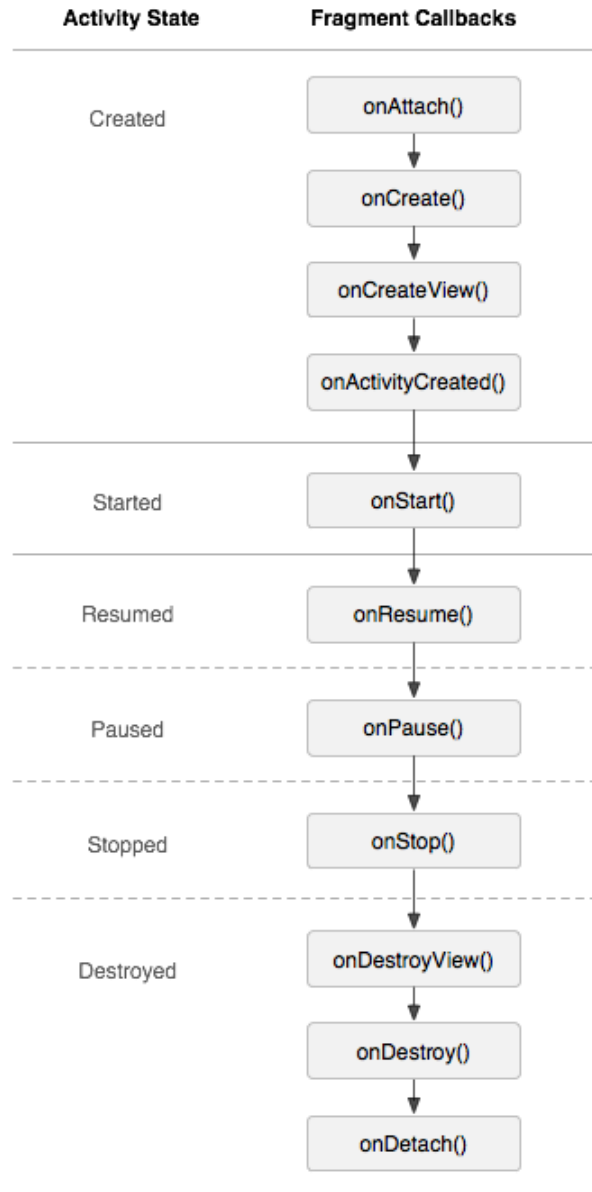 Activity State Fragment Callbacks
Created
onAttach()
onCreate()
onCreateView()
onActivityCreated()
Started
onStart()
Resumed
onResume()
Paused
onPause()
Stopped
onStop()
Destroyed
onDestroyView()
onDestroy()
onDetach()